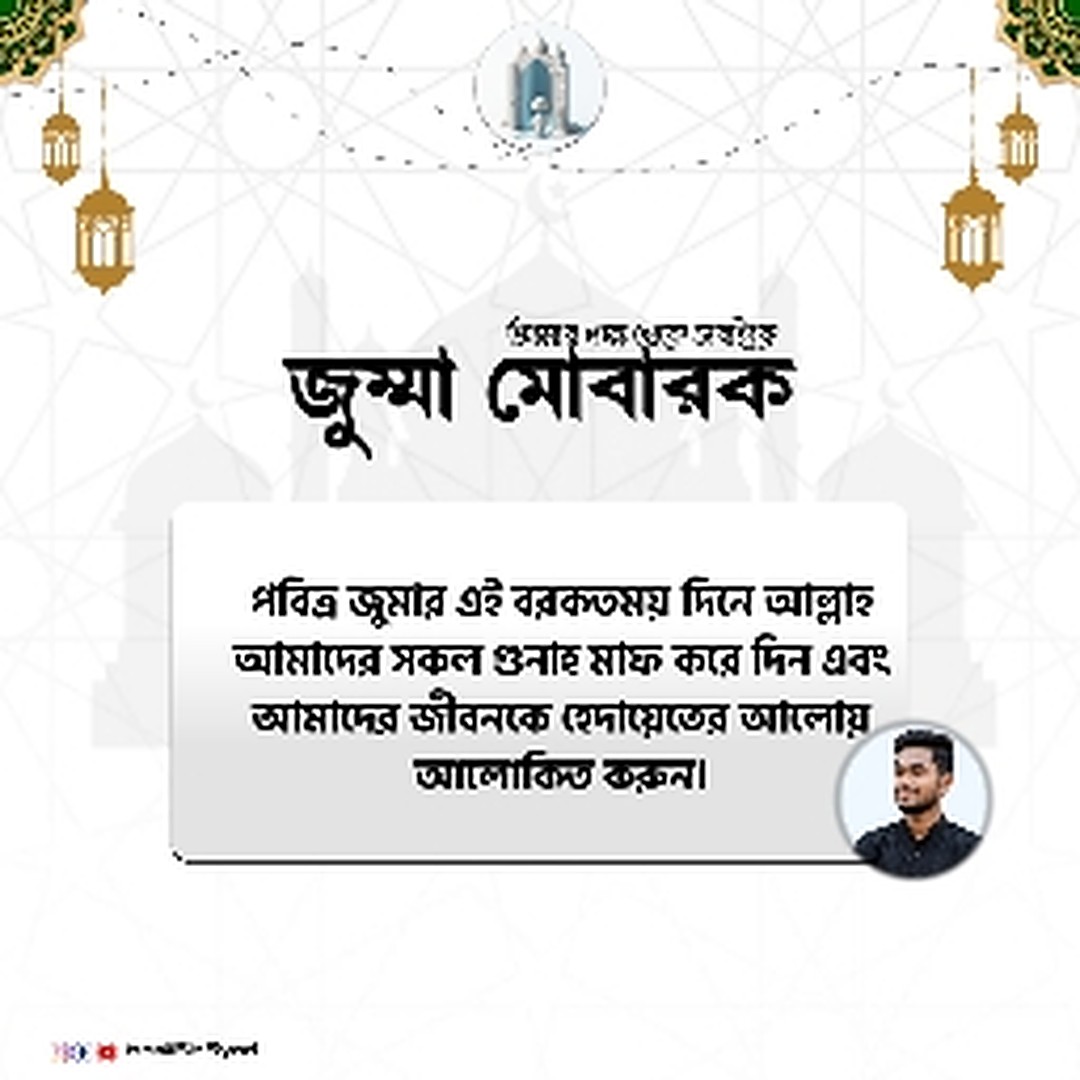 জুম্মা মোবারক
পবিত্র জুমার এই বরকতময় দিনে আল্লাহ
আমাদের সকল গুনাহ মাফ করে দিন এবং
আমাদের জীবনকে হেদায়েতের আলোয়
আলোকিত করুন।